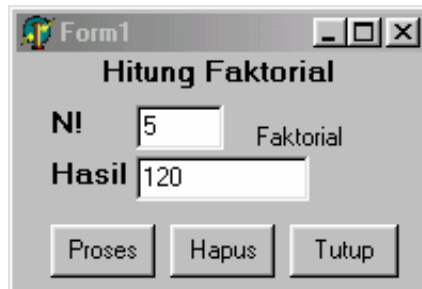 Form1
Hitung Faktorial
N! 5 Faktorial
Hasil 120
Proses Hapus Tutup